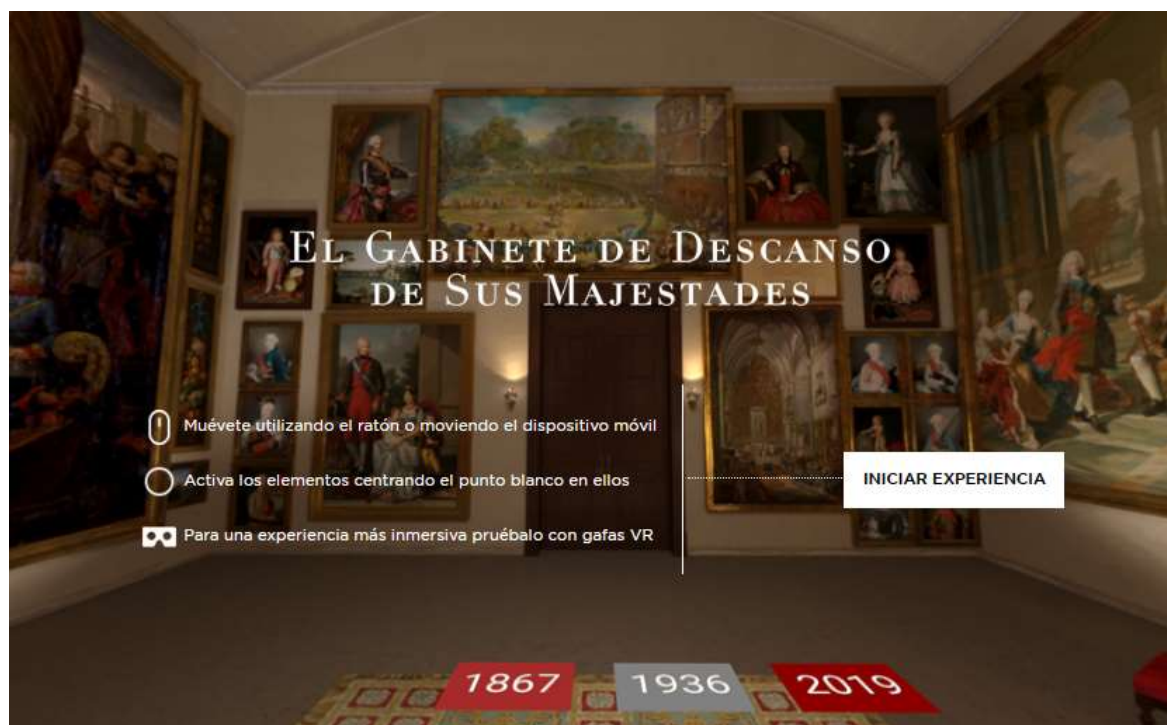 El Gabinete de Descanso
de Sus Majestades
Muévete utilizando el ratón o moviendo el dispositivo móvil
Activa los elementos centrando el punto blanco en ellos
INICIAR EXPERIENCIA
Para una experiencia más inmersiva pruébalo con gafas VR
1867 1936 2019